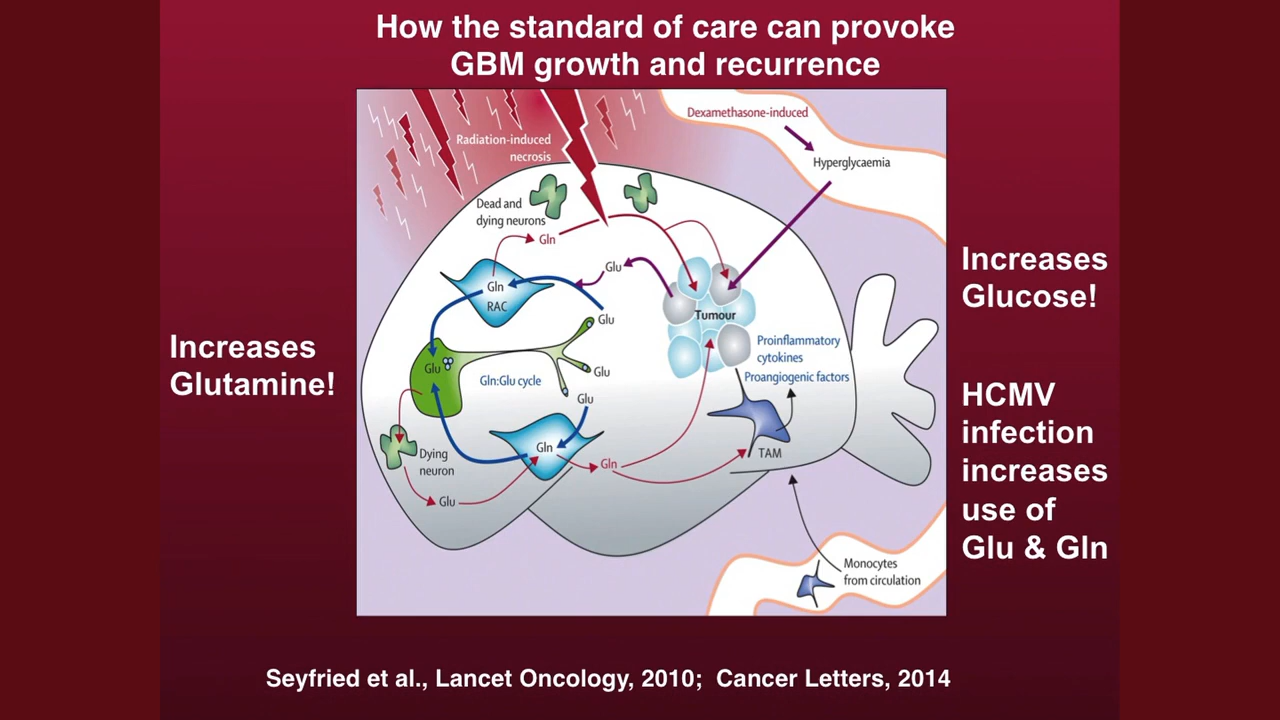 How the standard of care can provoke
GBM growth and recurrence
Dexamethasone-induced
Radiation-induced
necrosis
Hyperglycaemia
Dead and
dying neurons
Gln
Glu
Gln
RAC
Tumour
Glu
Increases
Glucose!
Increases
Glutamine!
Glu
Gln:Glu cycle
Glu
Glu
Proinflammatory
cytokines
Proangiogenic factors
HCMV
infection
increases
use of
Glu & Gln
Dying
neuron
Gln
Gln
TAM
Glu
Monocytes
from circulation
Seyfried et al., Lancet Oncology, 2010; Cancer Letters, 2014